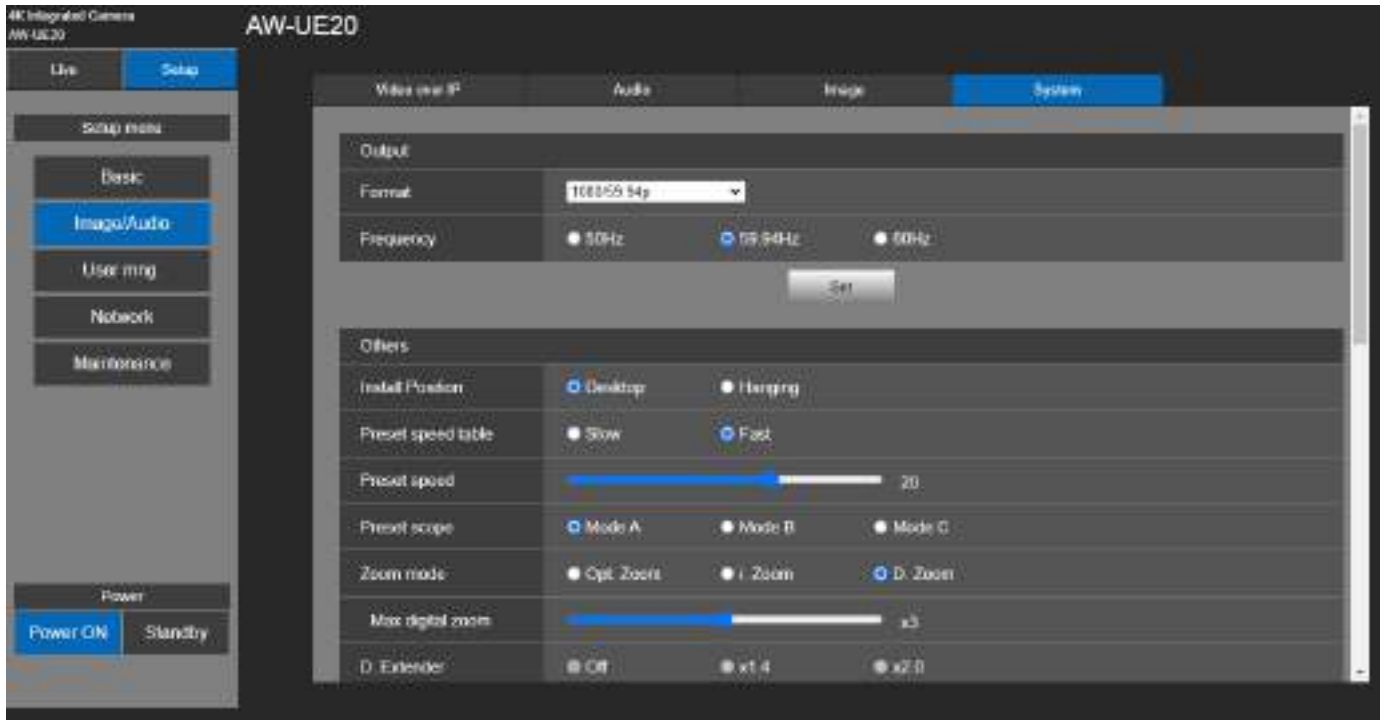 4K Integrated Camera
AW-UE20
AW-UE20
Live Setup
Video over IP Audio Image System
Setup menu
Basic
Image/Audio
User mng
Network
Maintenance
Power
Power ON Standby
Output
Format 1080/59.94p
Frequency 50Hz 59.94Hz 60Hz
Set
Others
Install Position Desktop Hanging
Preset speed table Slow Fast
Preset speed 20
Preset scope Mode A Mode B Mode C
Zoom mode Opt. Zoom i. Zoom D. Zoom
Max digital zoom x3
D. Extender Off x1.4 x2.0